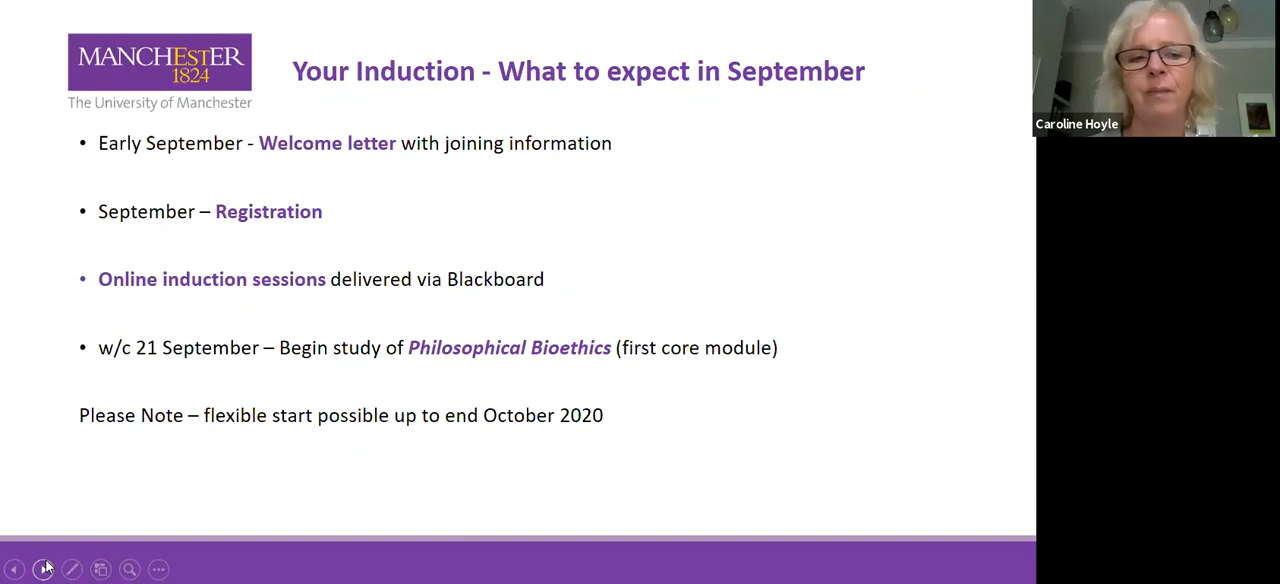 MANCHESTER
1824
The University of Manchester
Your Induction - What to expect in September
• Early September - Welcome letter with joining information
• September – Registration
• Online induction sessions delivered via Blackboard
• w/c 21 September – Begin study of Philosophical Bioethics (first core module)
Please Note – flexible start possible up to end October 2020
Caroline Hoyle